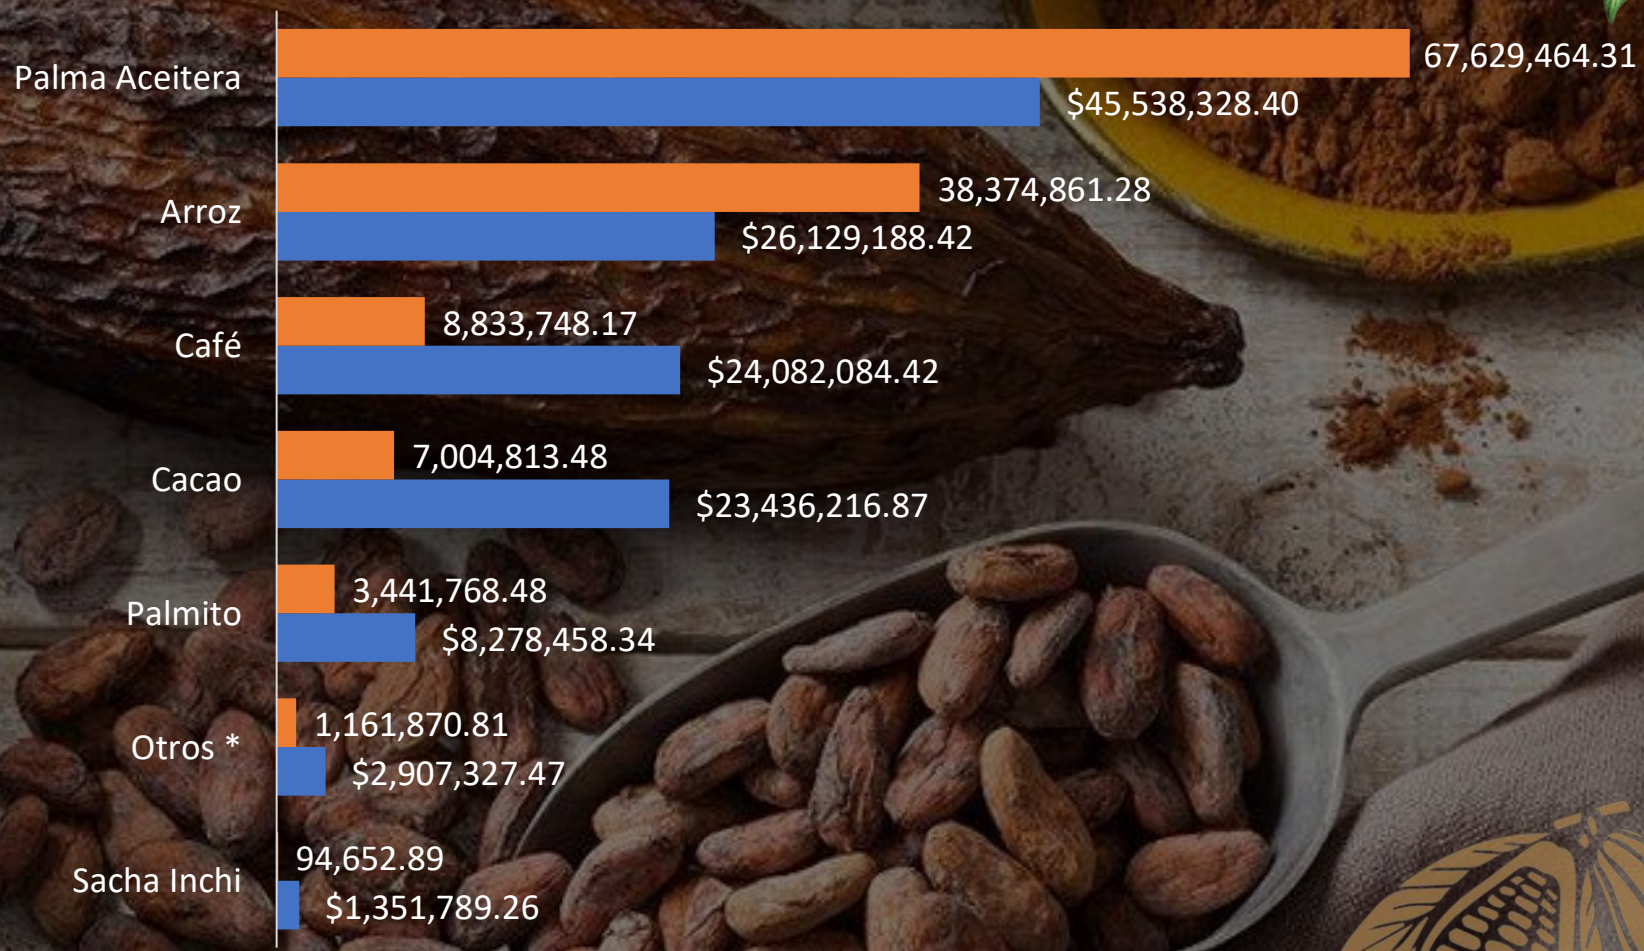 Palma Aceitera
67,629,464.31
$45,538,328.40
Arroz
38,374,861.28
$26,129,188.42
Café
8,833,748.17
$24,082,084.42
Cacao
7,004,813.48
$23,436,216.87
Palmito
3,441,768.48
$8,278,458.34
Otros *
1,161,870.81
$2,907,327.47
Sacha Inchi
94,652.89
$1,351,789.26